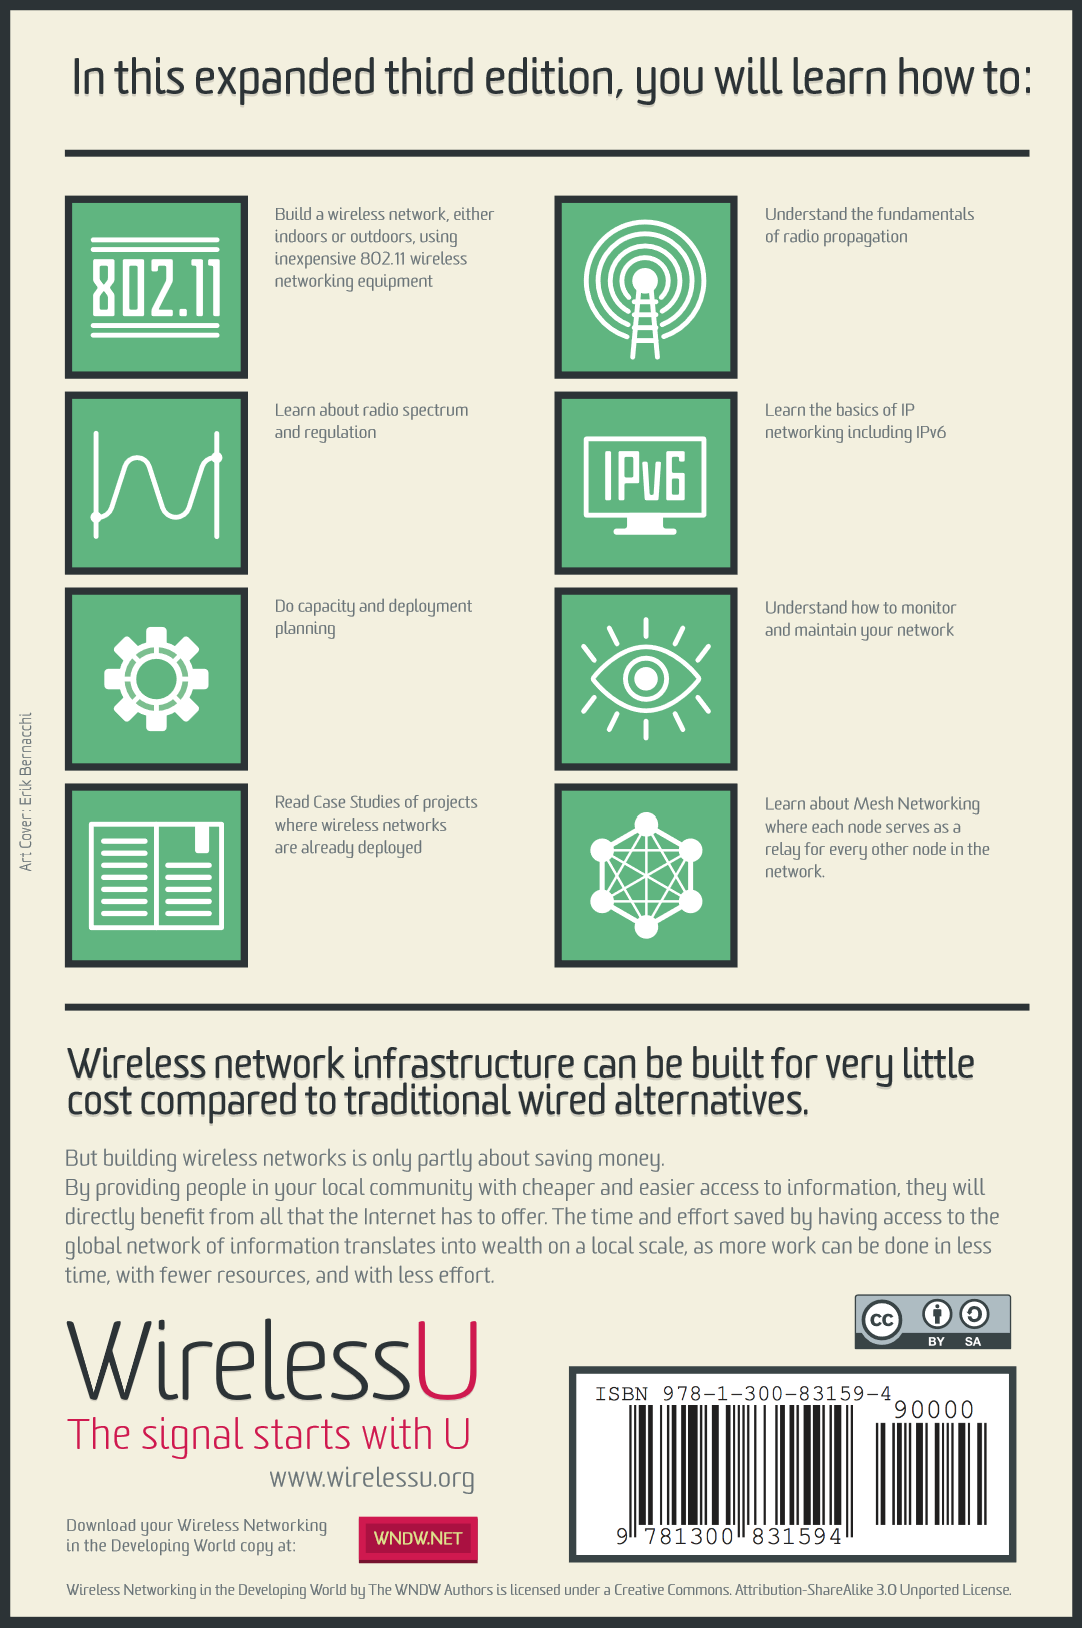 In this expanded third edition, you will learn how to:
802.11
Build a wireless network, either
indoors or outdoors, using
inexpensive 802.11 wireless
networking equipment
Understand the fundamentals
of radio propagation
Learn about radio spectrum
and regulation
IPv6
Learn the basics of IP
networking including IPv6
Do capacity and deployment
planning
Understand how to monitor
and maintain your network
Read Case Studies of projects
where wireless networks
are already deployed
Learn about Mesh Networking
where each node serves as a
relay for every other node in the
network.
Art Cover: Erik Bernacchi
Wireless network infrastructure can be built for very little
cost compared to traditional wired alternatives.
But building wireless networks is only partly about saving money.
By providing people in your local community with cheaper and easier access to information, they will
directly benefit from all that the Internet has to offer. The time and effort saved by having access to the
global network of information translates into wealth on a local scale, as more work can be done in less
time, with fewer resources, and with less effort.
WirelessU
The signal starts with U
www.wirelessu.org
Download your Wireless Networking
in the Developing World copy at:
WNDW.NET
cc
BY SA
ISBN 978-1-300-83159-4
90000
9 781300 831594
Wireless Networking in the Developing World by The WNDW Authors is licensed under a Creative Commons. Attribution-ShareAlike 3.0 Unported License.